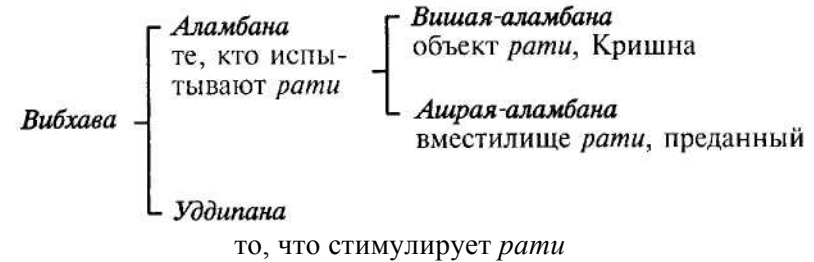 Аламбана
те, кто испы-
тывают рати
Вишая-аламбана
объект рати, Кришна
Ашрая-аламбана
вместилище рати, преданный
Вибхава
Уддипана
то, что стимулирует рати